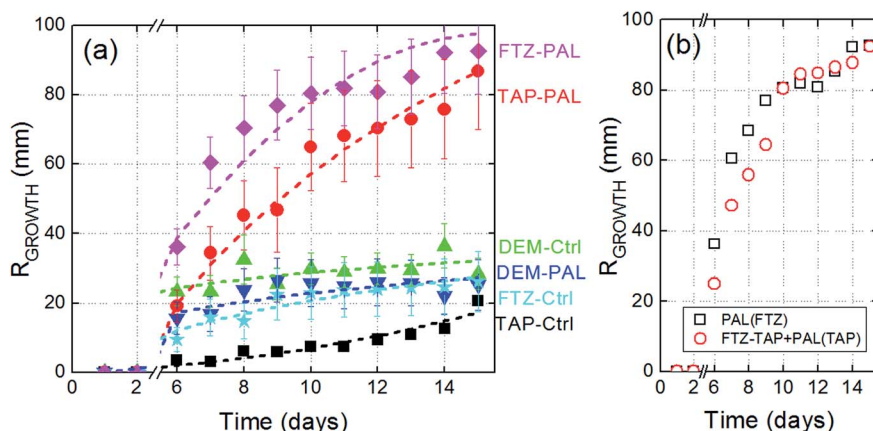 (a)
(b)
R_GROWTH (mm)
100
80
60
40
20
0
0
2
6
8
10
12
14
Time (days)
FTZ-PAL
TAP-PAL
DEM-Ctrl
DEM-PAL
FTZ-Ctrl
TAP-Ctrl
R_GROWTH (mm)
100
80
60
40
20
0
PAL(FTZ)
FTZ-TAP+PAL(TAP)
0
2
6
8
10
12
14
Time (days)